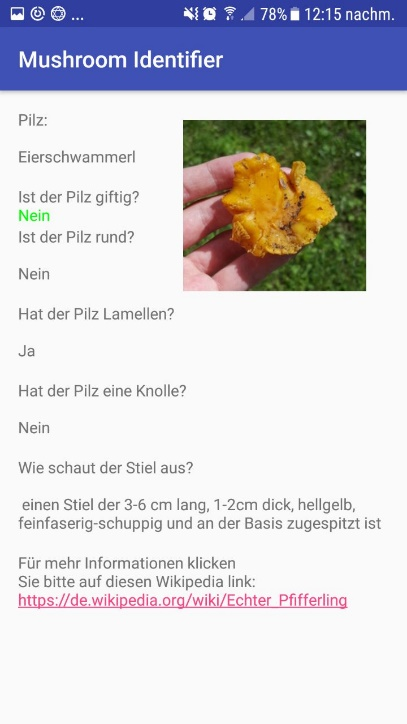 ... 78% 12:15 nachm.
Mushroom Identifier
Pilz:
Eierschwammerl
Ist der Pilz giftig?
Nein
Ist der Pilz rund?
Nein
Hat der Pilz Lamellen?
Ja
Hat der Pilz eine Knolle?
Nein
Wie schaut der Stiel aus?
einen Stiel der 3-6 cm lang, 1-2cm dick, hellgelb,
feinfaserig-schuppig und an der Basis zugespitzt ist
Für mehr Informationen klicken
Sie bitte auf diesen Wikipedia link:
https://de.wikipedia.org/wiki/Echter_Pfifferling